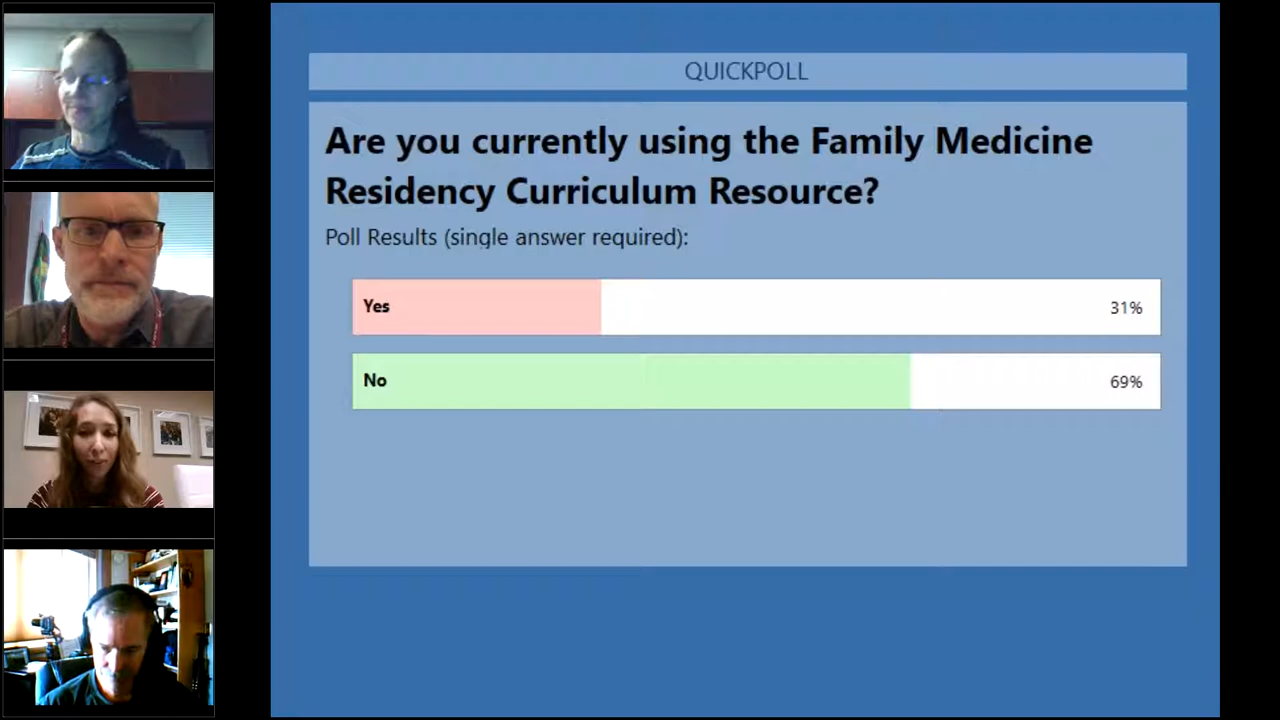 QUICKPOLL
Are you currently using the Family Medicine
Residency Curriculum Resource?
Poll Results (single answer required):
Yes 31%
No 69%